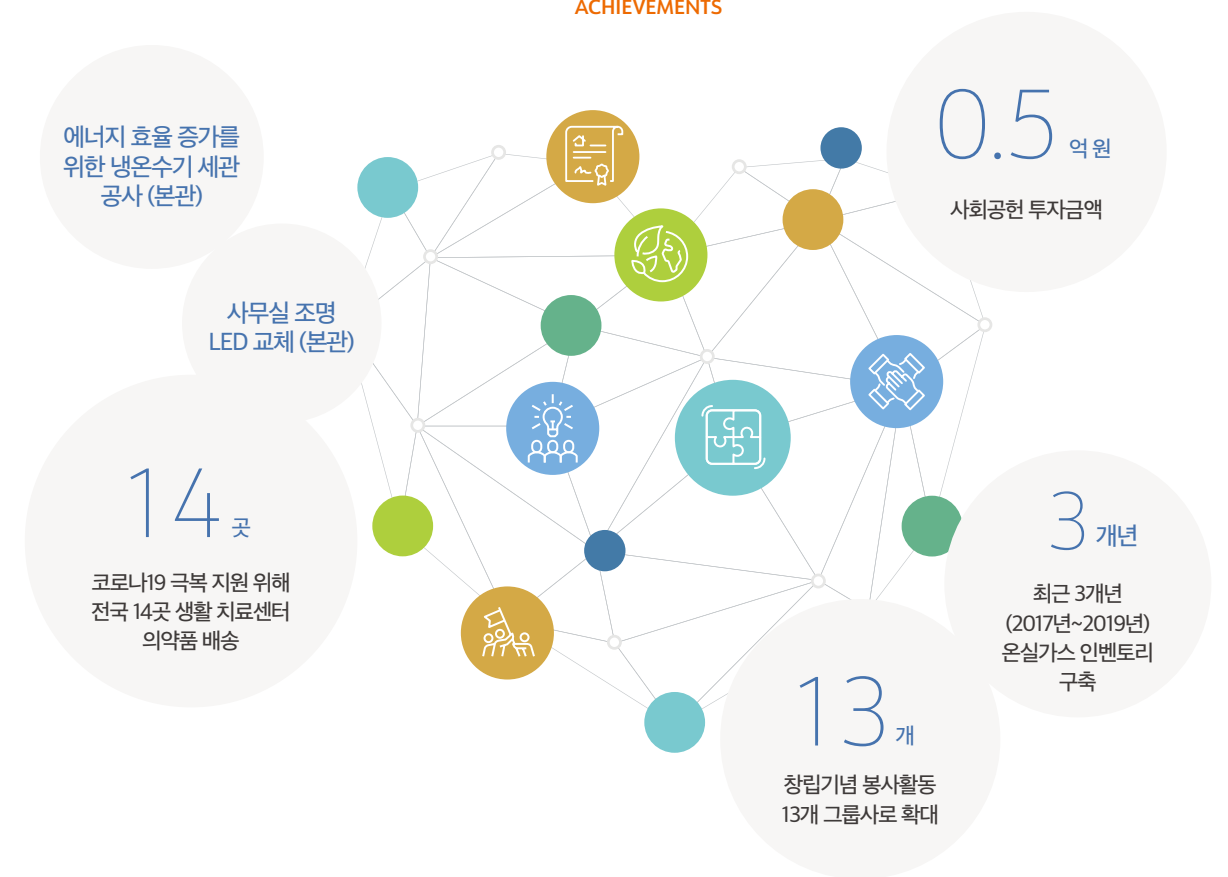 ACHIEVEMENTS
에너지 효율 증가를
위한 냉온수기 세관
공사 (본관)
사무실 조명
LED 교체 (본관)
14 곳
코로나19 극복 지원 위해
전국 14곳 생활 치료센터
의약품 배송
0.5 억 원
사회공헌 투자금액
3 개년
최근 3개년
(2017년~2019년)
온실가스 인벤토리
구축
13 개
창립기념 봉사활동
13개 그룹사로 확대